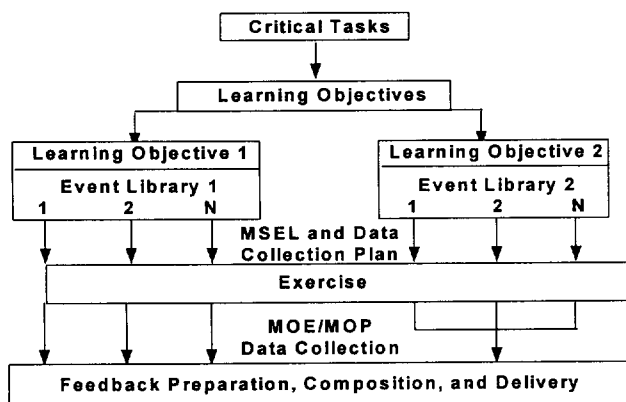 Critical Tasks
Learning Objectives
Learning Objective 1
Event Library 1
1 2 N
Learning Objective 2
Event Library 2
1 2 N
MSEL and Data
Collection Plan
Exercise
MOE/MOP
Data Collection
Feedback Preparation, Composition, and Delivery